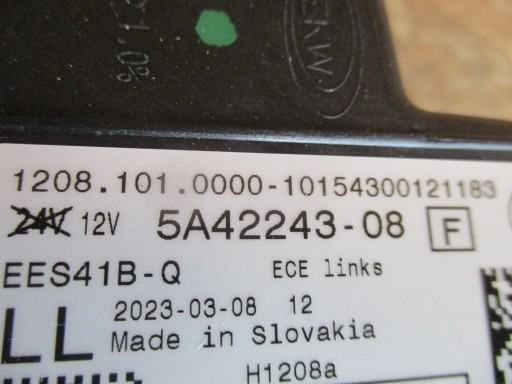 1208.101.0000-10154300121183
24V 12V 5A42243-08 F
EES41B-Q ECE links
LL 2023-03-08 12
Made in Slovakia
H1208a